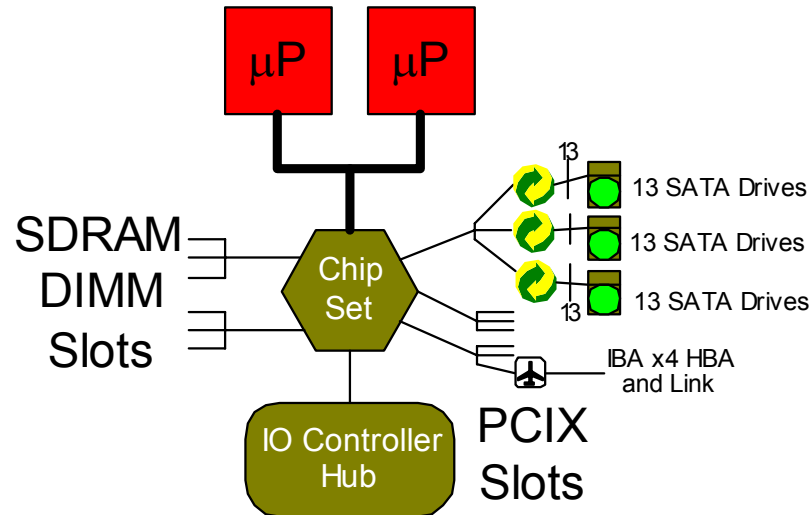 μP
μP
13
13 SATA Drives
13 SATA Drives
13 SATA Drives
13
SDRAM
DIMM
Slots
Chip
Set
IBA x4 HBA
and Link
PCIX
Slots
IO Controller
Hub